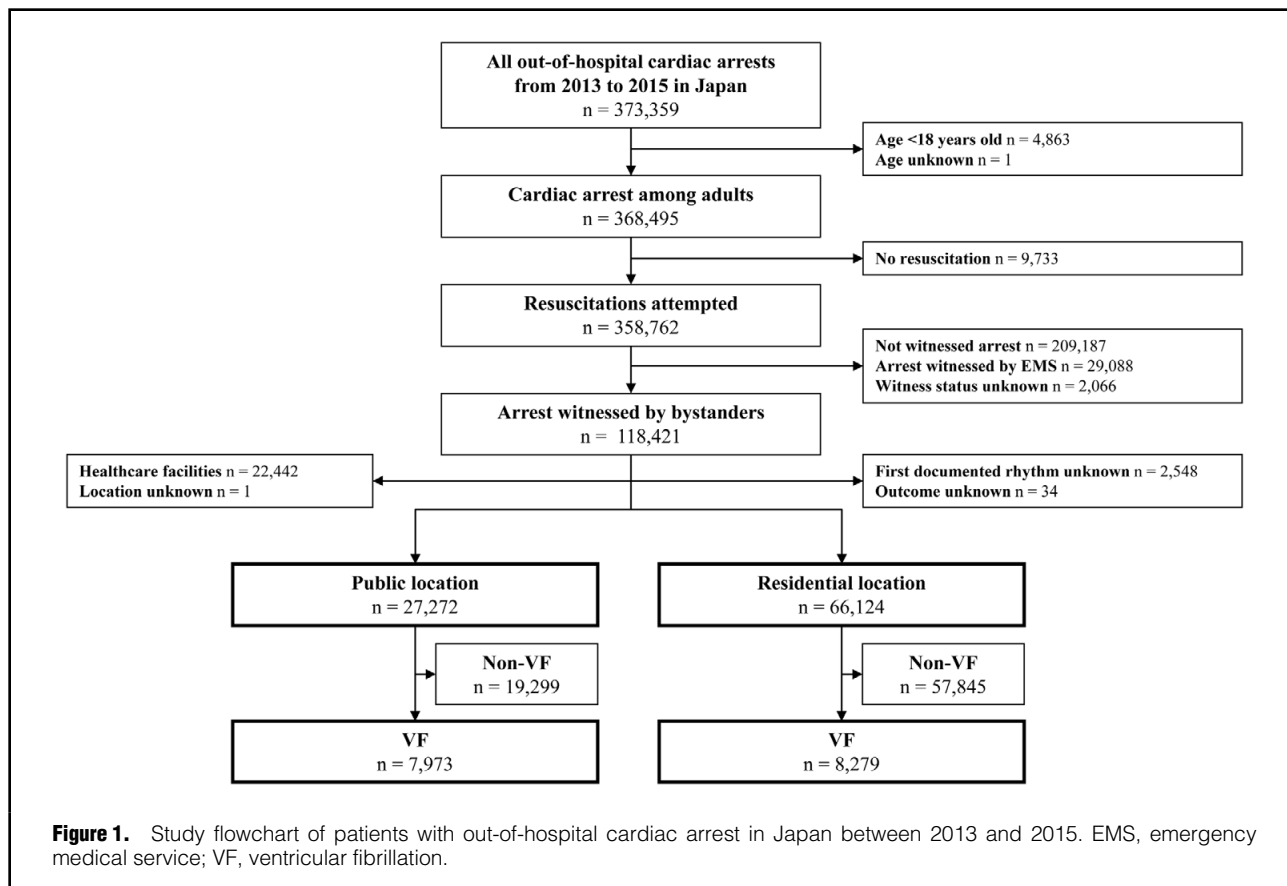 All out-of-hospital cardiac arrests
from 2013 to 2015 in Japan
n = 373,359
Age <18 years old n = 4,863
Age unknown n = 1
Cardiac arrest among adults
n = 368,495
No resuscitation n = 9,733
Resuscitations attempted
n = 358,762
Not witnessed arrest n = 209,187
Arrest witnessed by EMS n = 29,088
Witness status unknown n = 2,066
Arrest witnessed by bystanders
n = 118,421
Healthcare facilities n = 22,442
Location unknown n = 1
First documented rhythm unknown n = 2,548
Outcome unknown n = 34
Public location
n = 27,272
Residential location
n = 66,124
Non-VF
n = 19,299
Non-VF
n = 57,845
VF
n = 7,973
VF
n = 8,279
Figure 1. Study flowchart of patients with out-of-hospital cardiac arrest in Japan between 2013 and 2015. EMS, emergency
medical service; VF, ventricular fibrillation.